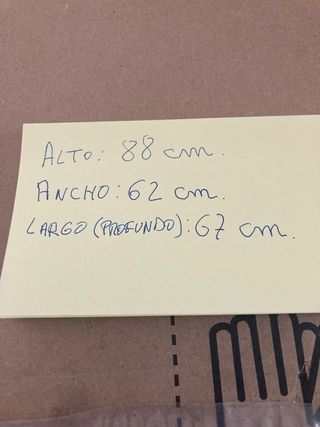 ALTO: 88 cm.
ANCHO: 62 cm.
LARGO (PROFUNDO): 67 cm.